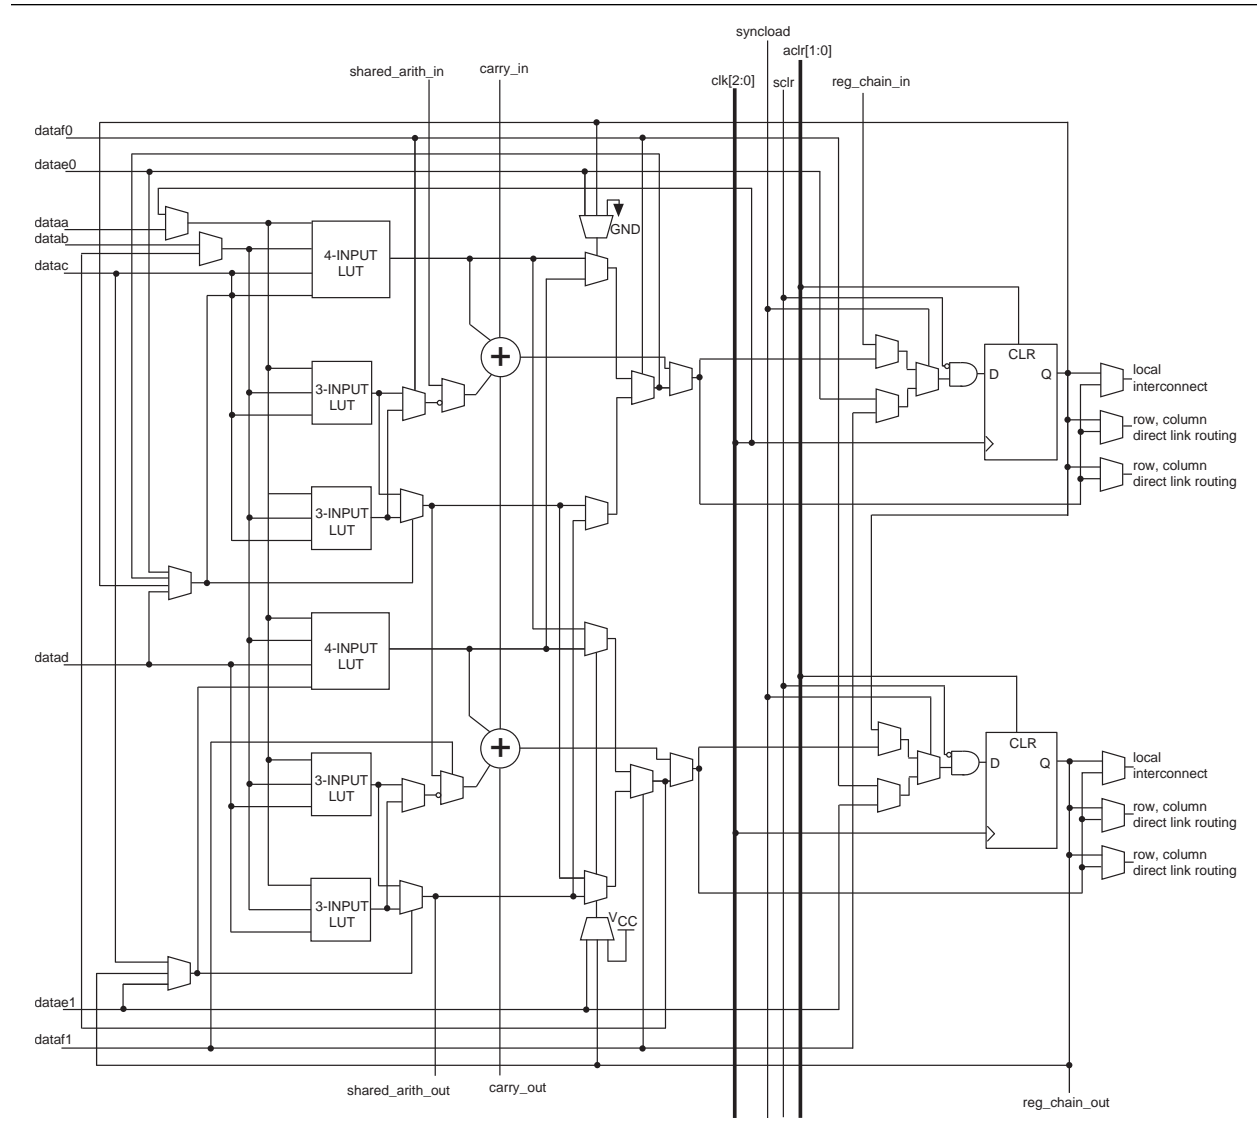 syncload
aclr[1:0]
shared_arith_in
carry_in
clk[2:0]
sclr
reg_chain_in
dataf0
datae0
dataa
datab
datac
GND
4-INPUT
LUT
+
CLR
D
Q
local
interconnect
3-INPUT
LUT
row, column
direct link routing
row, column
direct link routing
3-INPUT
LUT
4-INPUT
LUT
datad
+
CLR
D
Q
local
interconnect
3-INPUT
LUT
row, column
direct link routing
row, column
direct link routing
3-INPUT
LUT
VCC
datae1
dataf1
shared_arith_out
carry_out
reg_chain_out